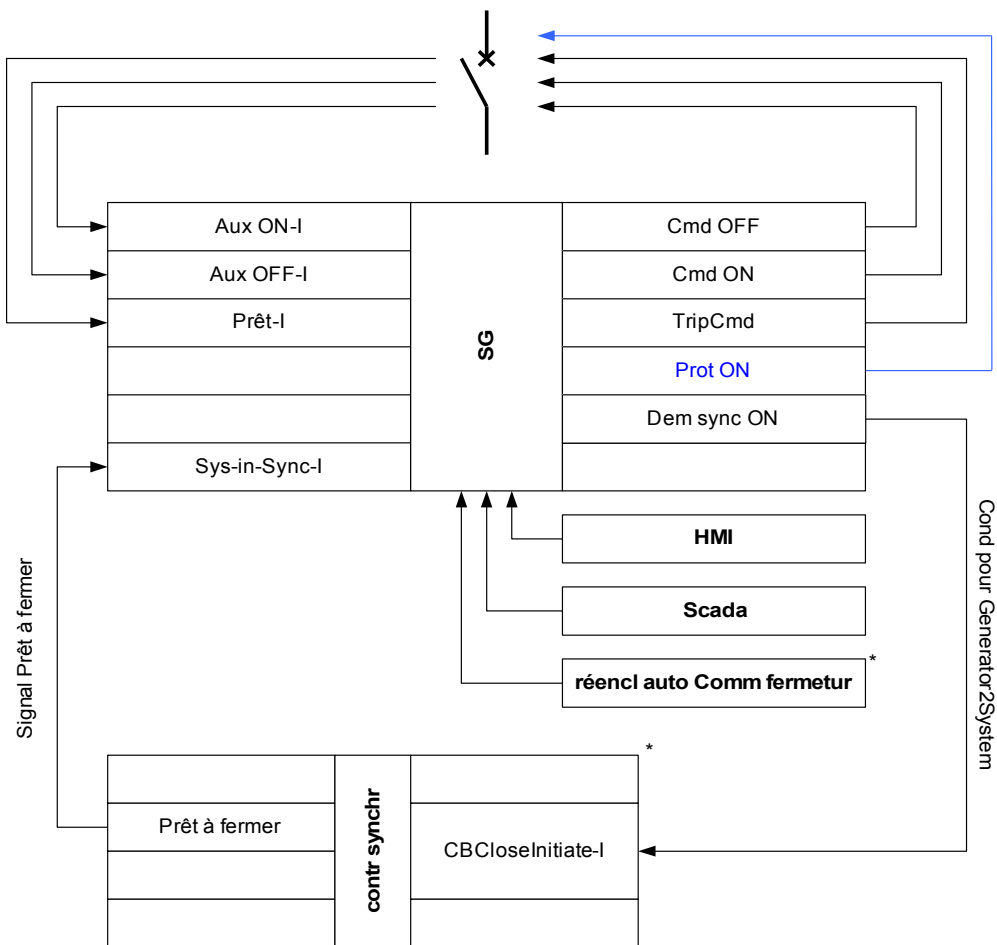 Aux ON-I
Cmd OFF
Aux OFF-I
Cmd ON
Prêt-I
SG
TripCmd
Prot ON
Dem sync ON
Sys-in-Sync-I
HMI
Scada
*
réencl auto Comm fermetur
Signal Prêt à fermer
Cond pour Generator2System
*
Prêt à fermer
contr synchr
CBCloseInitiate-I